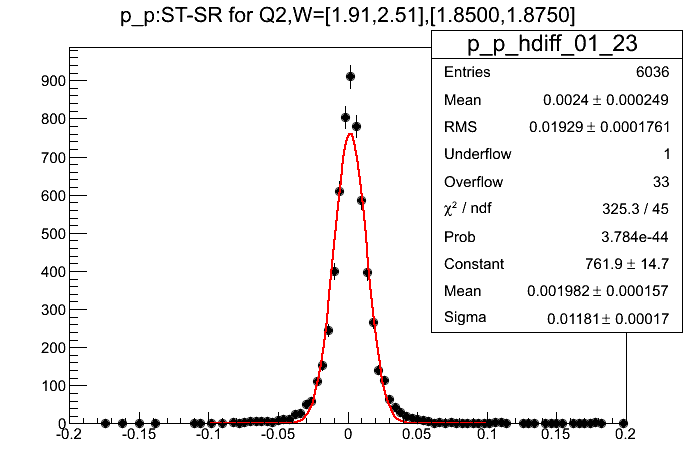 p_p:ST-SR for Q2,W=[1.91,2.51],[1.8500,1.8750]
p_p_hdiff_01_23
Entries 6036
Mean 0.0024 ± 0.000249
RMS 0.01929 ± 0.0001761
Underflow 1
Overflow 33
χ² / ndf 325.3 / 45
Prob 3.784e-44
Constant 761.9 ± 14.7
Mean 0.001982 ± 0.000157
Sigma 0.01181 ± 0.00017
900
800
700
600
500
400
300
200
100
0
-0.2 -0.15 -0.1 -0.05 0 0.05 0.1 0.15 0.2